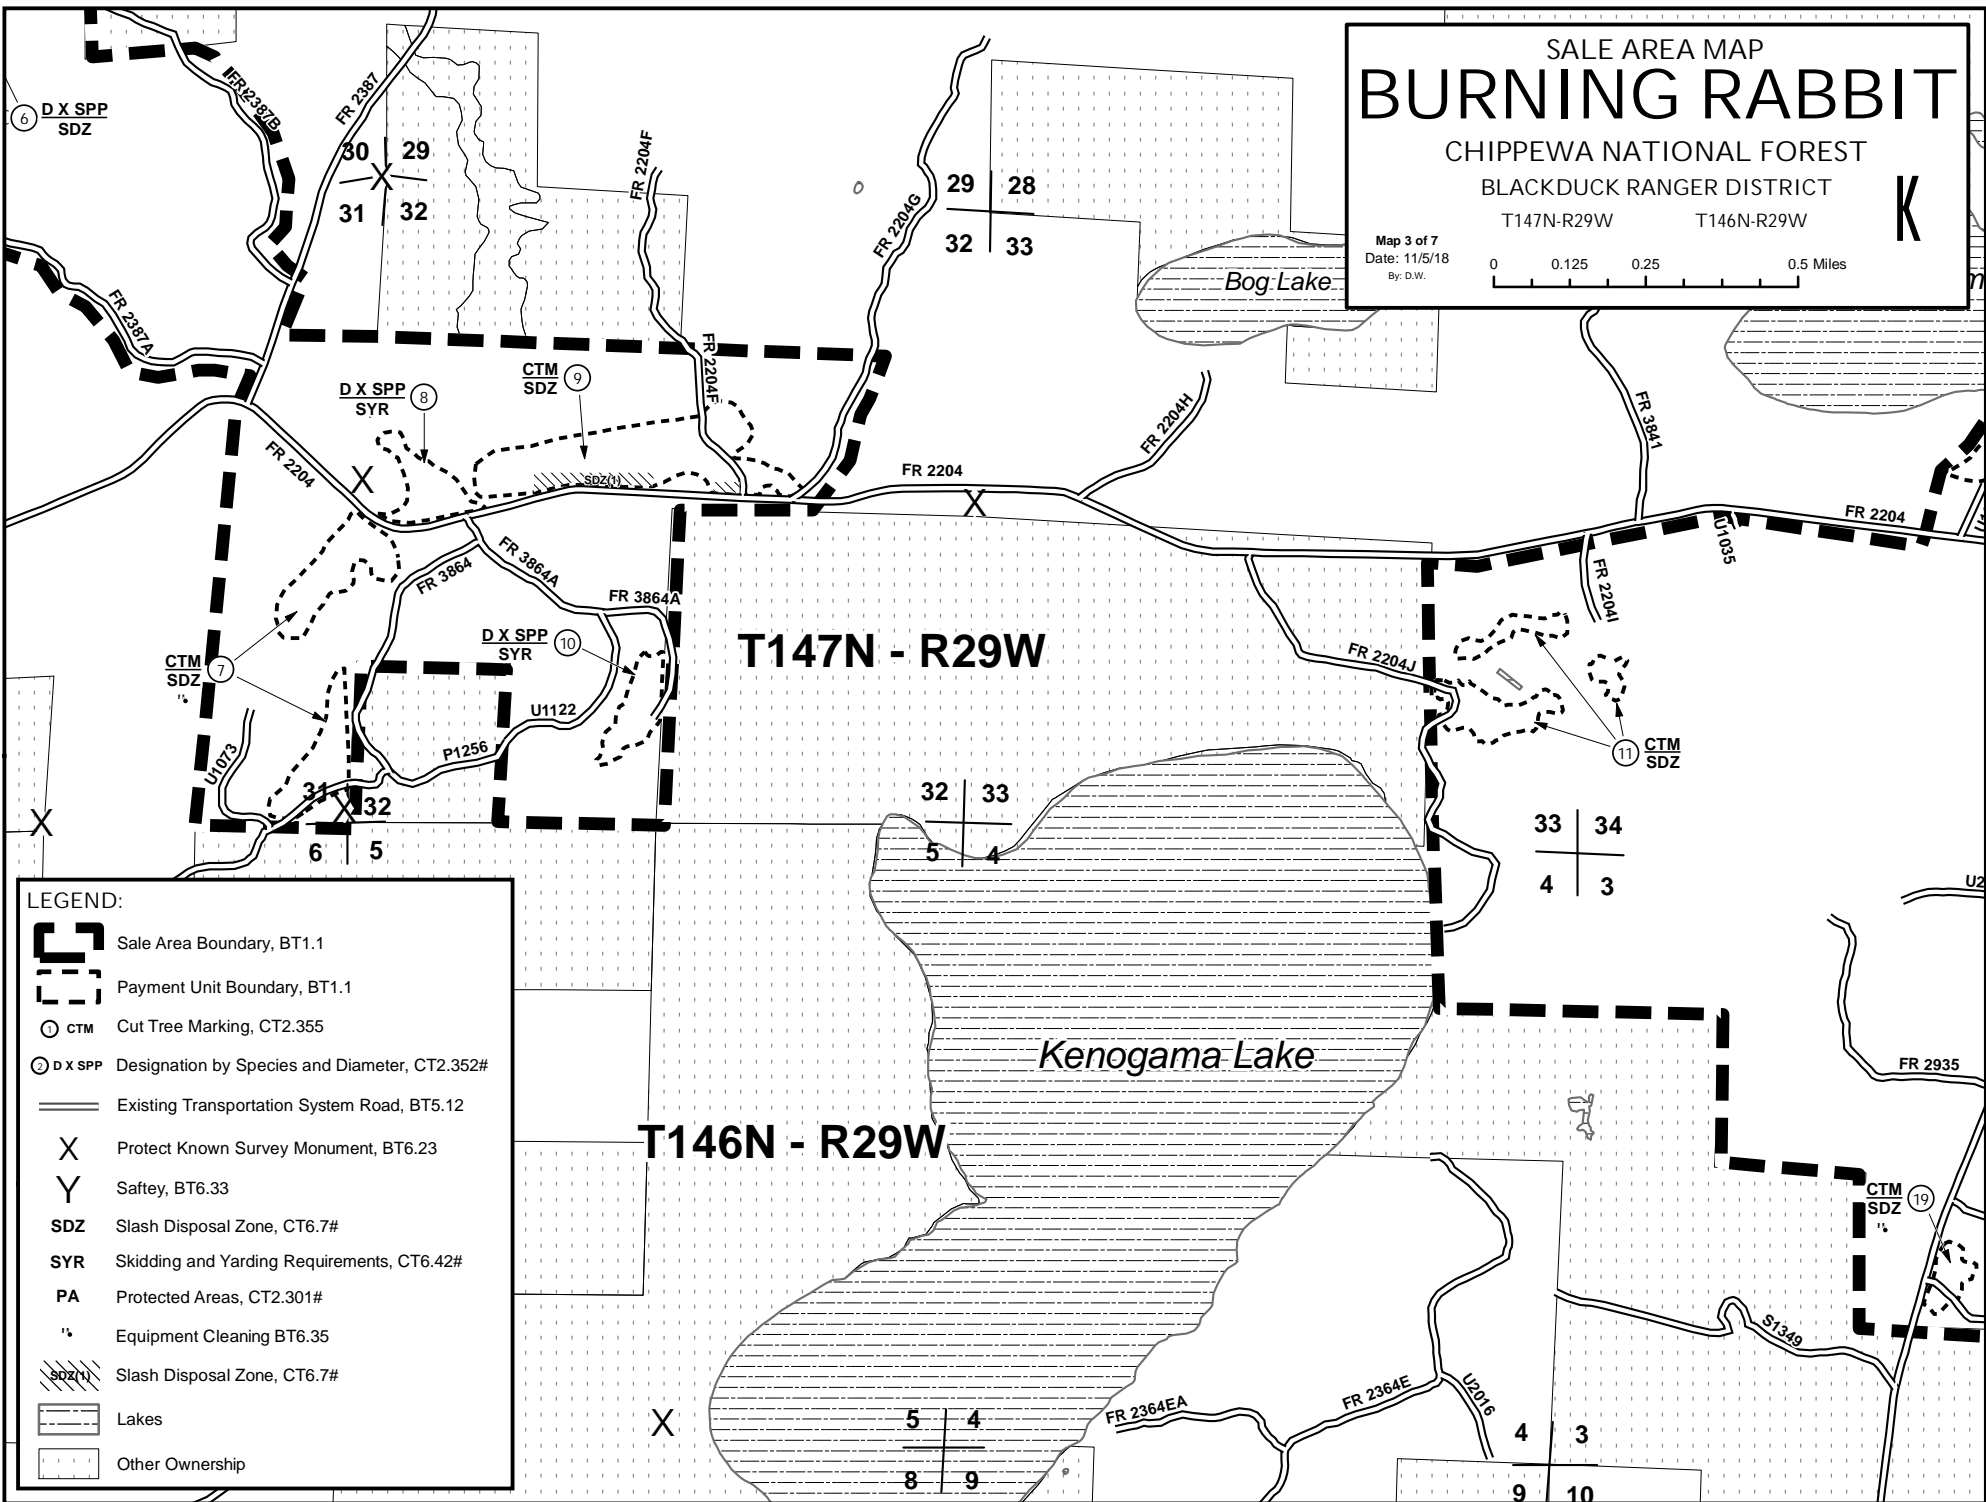 SALE AREA MAP
BURNING RABBIT
CHIPPEWA NATIONAL FOREST
BLACKDUCK RANGER DISTRICT
T147N-R29W T146N-R29W
K
Map 3 of 7
Date: 11/5/18
By: D.W.
0 0.125 0.25 0.5 Miles
6 D X SPP
SDZ
FR 2387B
FR 2387
30 29
31 32
FR 2204F
FR 2204G
29 28
32 33
Bog Lake
FR 2387A
FR 2204F
D X SPP 8
SYR
CTM 9
SDZ
FR 2204H
FR 3841
FR 2204
SDZ(1)
FR 2204
FR 2204
U1035
FR 3864
FR 3864A
FR 3864A
FR 2204I
D X SPP 10
SYR
T147N - R29W
FR 2204J
CTM 7
SDZ
U1122
P1256
U1073
11 CTM
SDZ
31 32
6 5
32 33
5 4
33 34
4 3
U2
LEGEND:
Sale Area Boundary, BT1.1
Payment Unit Boundary, BT1.1
1 CTM Cut Tree Marking, CT2.355
2 D X SPP Designation by Species and Diameter, CT2.352#
Existing Transportation System Road, BT5.12
X Protect Known Survey Monument, BT6.23
Y Saftey, BT6.33
SDZ Slash Disposal Zone, CT6.7#
SYR Skidding and Yarding Requirements, CT6.42#
PA Protected Areas, CT2.301#
Equipment Cleaning BT6.35
SDZ(1) Slash Disposal Zone, CT6.7#
Lakes
Other Ownership
Kenogama Lake
FR 2935
T146N - R29W
CTM 19
SDZ
S1349
FR 2364EA
FR 2364E
U2016
5 4
8 9
4 3
9 10